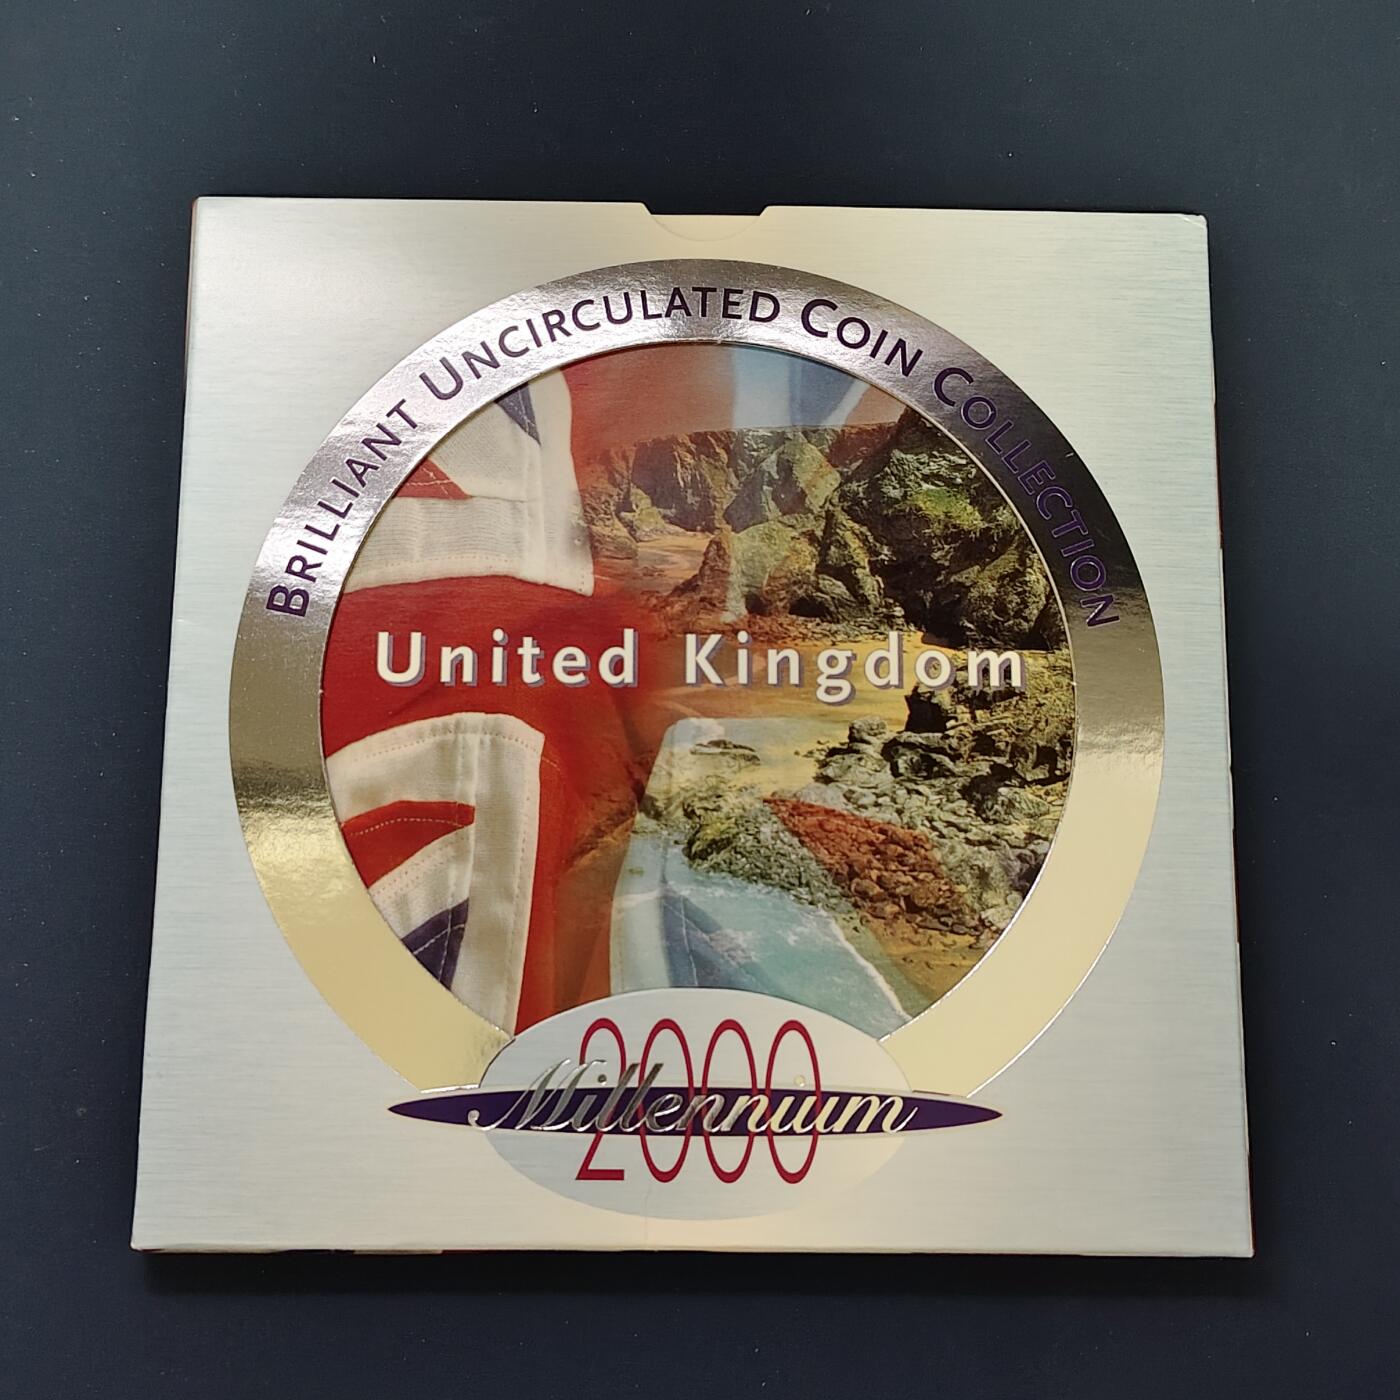 BRILLIANT UNCIRCULATED COIN COLLECTION
United Kingdom
2000
Millennium